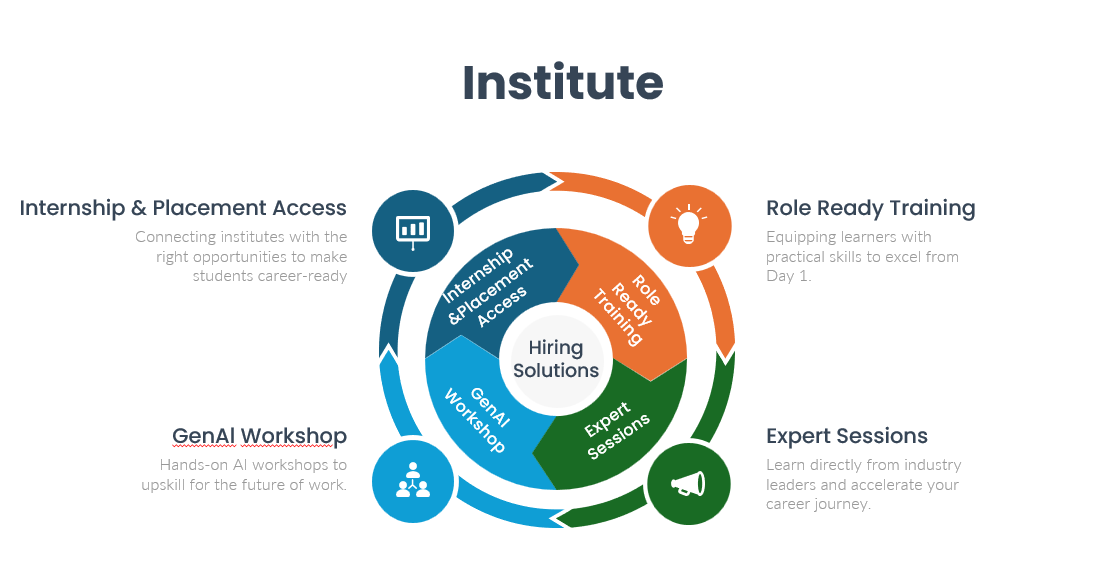 Institute
Internship & Placement Access
Connecting institutes with the
right opportunities to make
students career-ready
Role Ready Training
Equipping learners with
practical skills to excel from
Day 1.
Internship
&Placement
Access
Role
Ready
Training
Hiring
Solutions
GenAI
Workshop
Expert
Sessions
GenAl Workshop
Hands-on AI workshops to
upskill for the future of work.
Expert Sessions
Learn directly from industry
leaders and accelerate your
career journey.